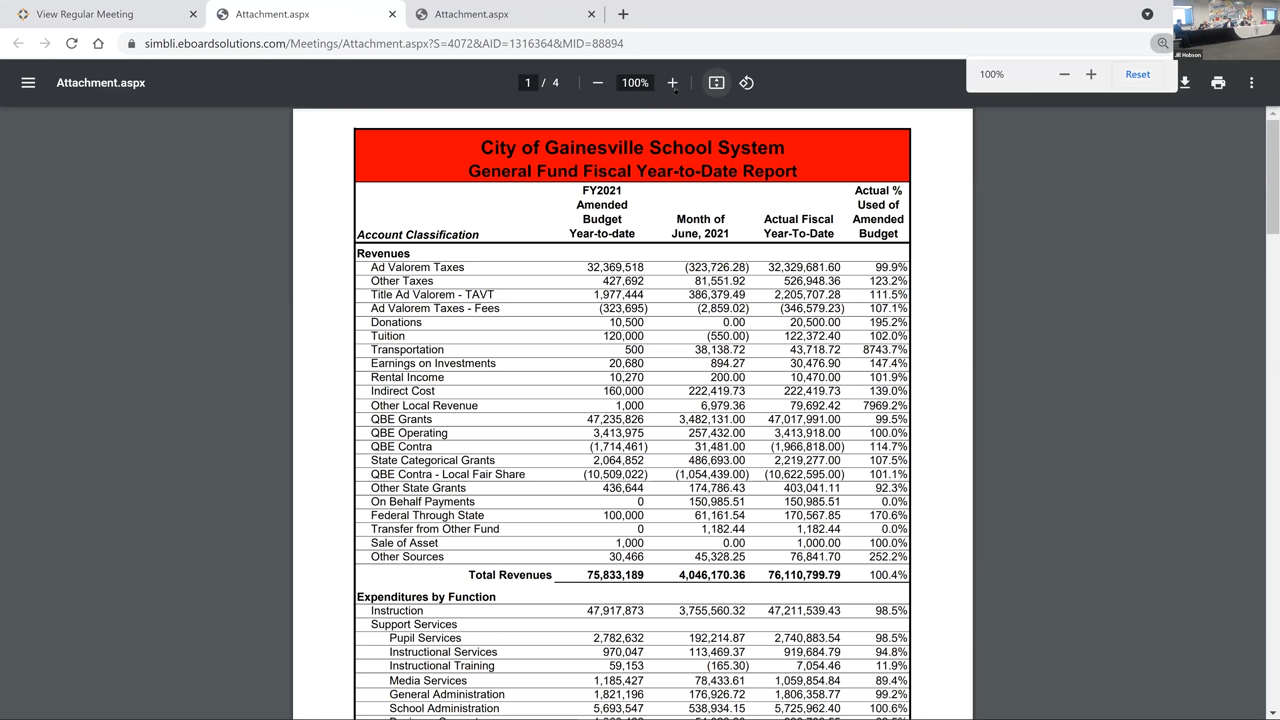 View Regular Meeting
Attachment.aspx
Attachment.aspx
simbli.eboardsolutions.com/Meetings/Attachment.aspx?S=4072&AID=1316364&MID=88894
Jill Hobson
Attachment.aspx
1 / 4
100%
100%
Reset
City of Gainesville School System
General Fund Fiscal Year-to-Date Report
Account Classification FY2021 Amended Budget Year-to-date Month of June, 2021 Actual Fiscal Year-To-Date Actual % Used of Amended Budget
Revenues
Ad Valorem Taxes 32,369,518 (323,726.28) 32,329,681.60 99.9%
Other Taxes 427,692 81,551.92 526,948.36 123.2%
Title Ad Valorem - TAVT 1,977,444 386,379.49 2,205,707.28 111.5%
Ad Valorem Taxes - Fees (323,695) (2,859.02) (346,579.23) 107.1%
Donations 10,500 0.00 20,500.00 195.2%
Tuition 120,000 (550.00) 122,372.40 102.0%
Transportation 500 38,138.72 43,718.72 8743.7%
Earnings on Investments 20,680 894.27 30,476.90 147.4%
Rental Income 10,270 200.00 10,470.00 101.9%
Indirect Cost 160,000 222,419.73 222,419.73 139.0%
Other Local Revenue 1,000 6,979.36 79,692.42 7969.2%
QBE Grants 47,235,826 3,482,131.00 47,017,991.00 99.5%
QBE Operating 3,413,975 257,432.00 3,413,918.00 100.0%
QBE Contra (1,714,461) 31,481.00 (1,966,818.00) 114.7%
State Categorical Grants 2,064,852 486,693.00 2,219,277.00 107.5%
QBE Contra - Local Fair Share (10,509,022) (1,054,439.00) (10,622,595.00) 101.1%
Other State Grants 436,644 174,786.43 403,041.11 92.3%
On Behalf Payments 0 150,985.51 150,985.51 0.0%
Federal Through State 100,000 61,161.54 170,567.85 170.6%
Transfer from Other Fund 0 1,182.44 1,182.44 0.0%
Sale of Asset 1,000 0.00 1,000.00 100.0%
Other Sources 30,466 45,328.25 76,841.70 252.2%
Total Revenues 75,833,189 4,046,170.36 76,110,799.79 100.4%
Expenditures by Function
Instruction 47,917,873 3,755,560.32 47,211,539.43 98.5%
Support Services
Pupil Services 2,782,632 192,214.87 2,740,883.54 98.5%
Instructional Services 970,047 113,469.37 919,684.79 94.8%
Instructional Training 59,153 (165.30) 7,054.46 11.9%
Media Services 1,185,427 78,433.61 1,059,854.84 89.4%
General Administration 1,821,196 176,926.72 1,806,358.77 99.2%
School Administration 5,693,547 538,934.15 5,725,962.40 100.6%